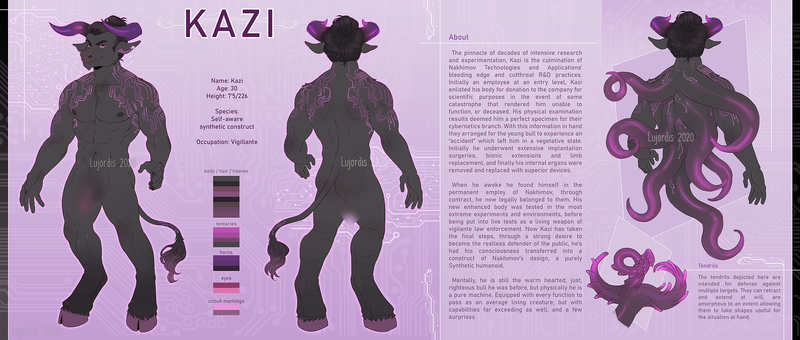 KAZI
Name: Kazi
Age: 30
Height: 7'5/226
Species:
Self-aware
synthetic construct
Occupation: Vigillante
body / hair / hooves
tentacles
horns
eyes
circuit markings
Lujordis 2020
Lujordis 2020
About
The pinnacle of decades of intensive research
and experimentation, Kazi is the culmination of
Nakhimov Technologies and Applications'
bleeding edge and cutthroat R&D practices.
Initially an employee at an entry level, Kazi
enlisted his body for donation to the company for
scientific purposes in the event of some
catastrophe that rendered him unable to
function, or deceased. His physical examination
results deemed him a perfect specimen for their
cybernetics branch. With this information in hand
they arranged for the young bull to experience an
"accident" which left him in a vegetative state.
Initially he underwent extensive implantation
surgeries, bionic extensions and limb
replacement, and finally his internal organs were
removed and replaced with superior devices.
When he awoke he found himself in the
permanent employ of Nakhimov, through
contract, he now legally belonged to them. His
new enhanced body was tested in the most
extreme experiments and environments, before
being put into live tests as a living weapon of
vigilante law enforcement. Now Kazi has taken
the final steps, through a strong desire to
become the restless defender of the public, he's
had his consciousness transferred into a
construct of Nakhimov's design, a purely
Synthetic humanoid.
Mentally, he is still the warm hearted, just,
righteous bull he was before, but physically he is
a pure machine. Equipped with every function to
pass as an average living creature, but with
capabilities far exceeding as well, and a few
surprises
Lujordis 2020
Tendrils
The tendrils depicted here are
intended for defense against
multiple targets. They can retract
and extend at will, are
amorphous to an extent allowing
them to take shapes useful for
the situation at hand.